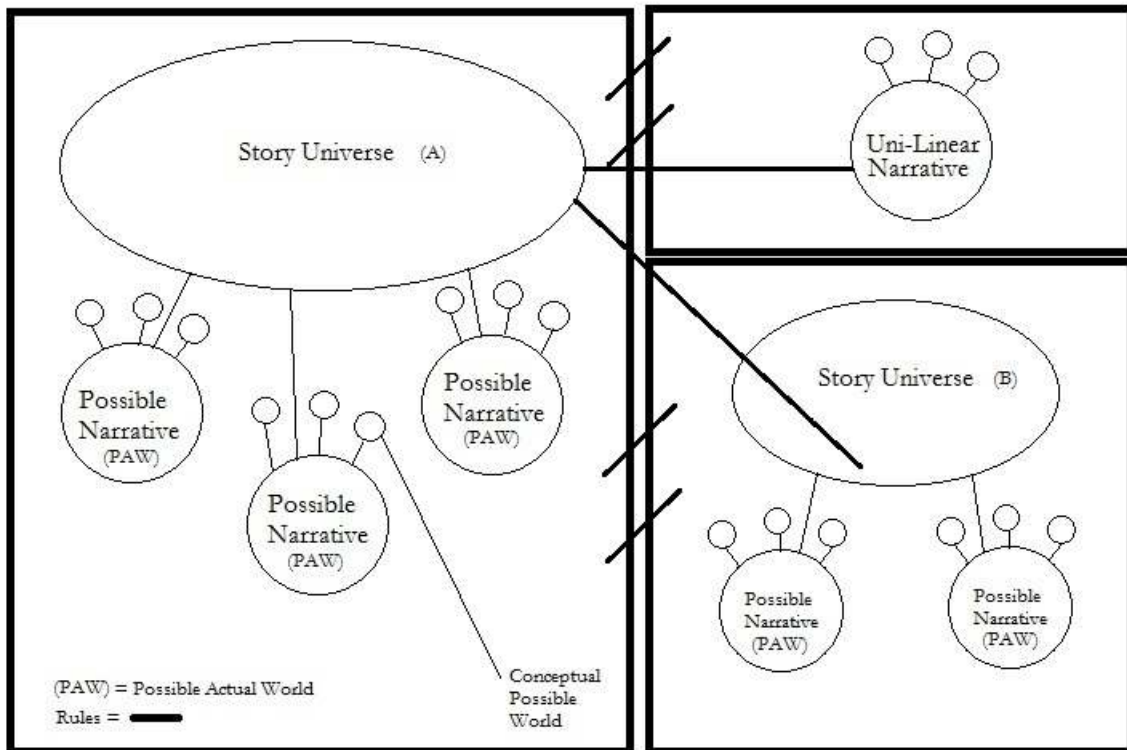 Story Universe (A)
Possible
Narrative
(PAW)
Possible
Narrative
(PAW)
Possible
Narrative
(PAW)
(PAW) = Possible Actual World
Rules =
Conceptual
Possible
World
Uni-Linear
Narrative
Story Universe (B)
Possible
Narrative
(PAW)
Possible
Narrative
(PAW)